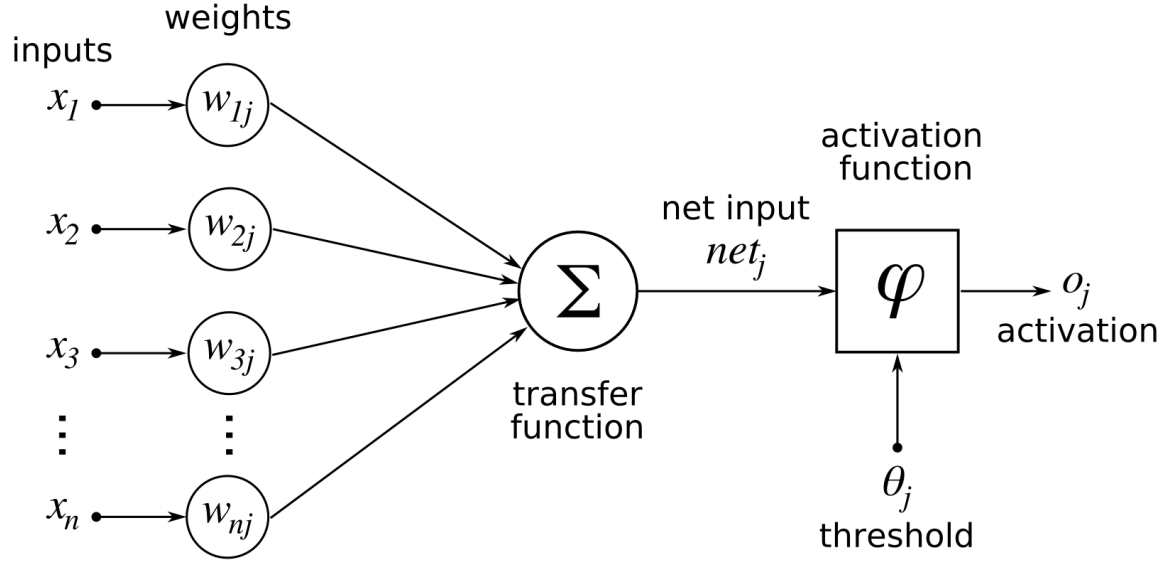 weights
inputs
x1
w1j
x2
w2j
x3
w3j
⋮ ⋮
xn
wnj
Σ
transfer
function
net input
netj
activation
function
φ
oj
activation
θj
threshold